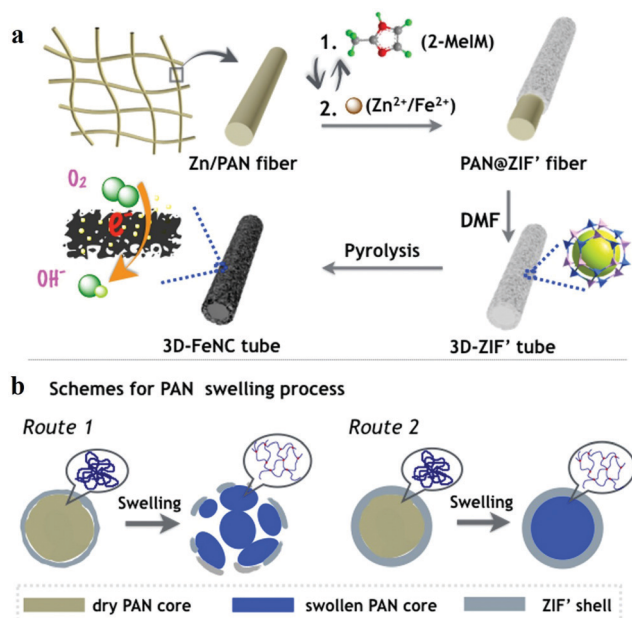 a
1.
(2-MeIM)
2.
(Zn²⁺/Fe²⁺)
Zn/PAN fiber
PAN@ZIF' fiber
O₂
e⁻
OH⁻
DMF
Pyrolysis
3D-FeNC tube
3D-ZIF' tube
b Schemes for PAN swelling process
Route 1
Route 2
Swelling
Swelling
dry PAN core
swollen PAN core
ZIF' shell